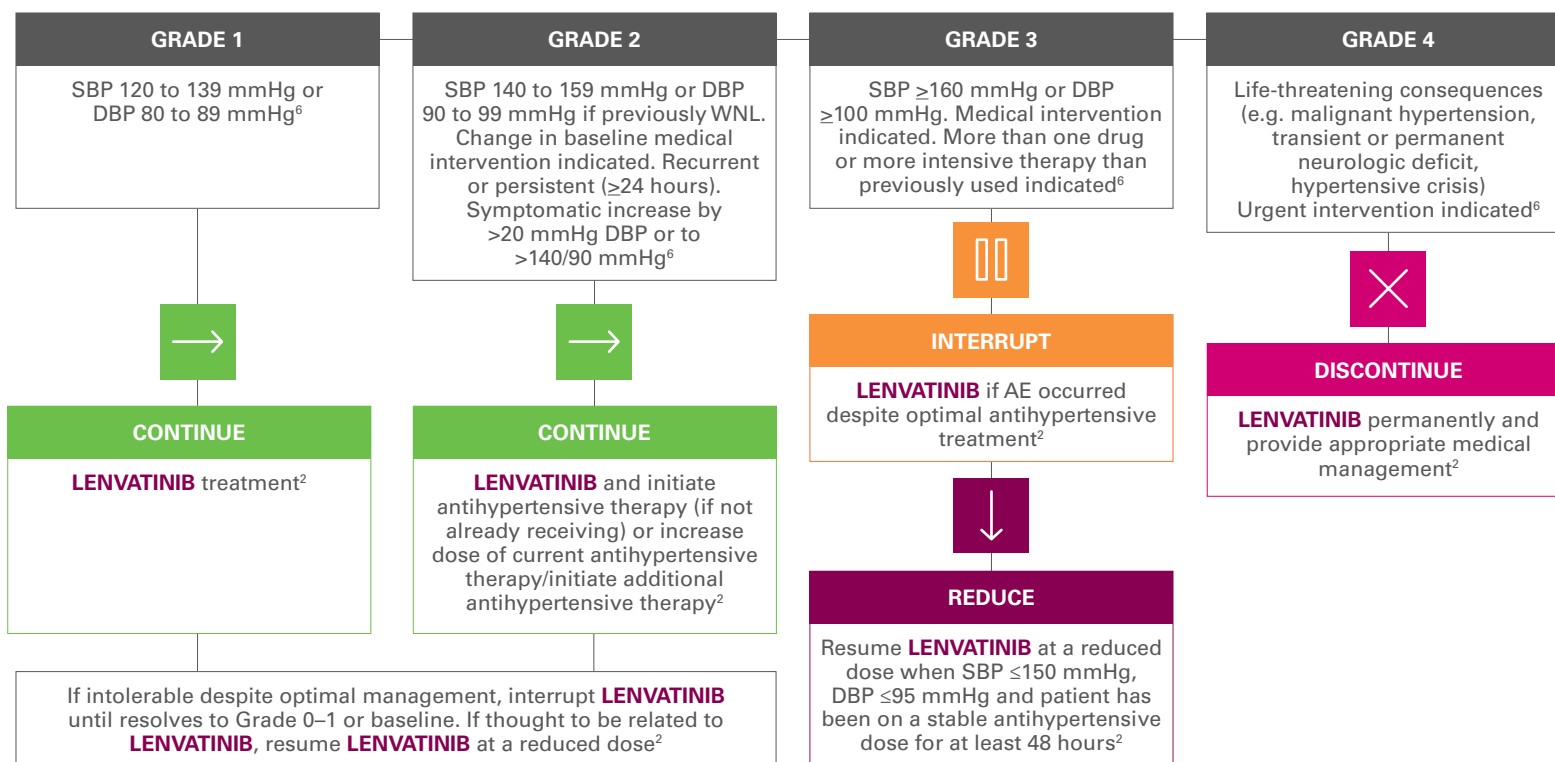 GRADE 1
SBP 120 to 139 mmHg or
DBP 80 to 89 mmHg⁶
CONTINUE
LENVATINIB treatment²
GRADE 2
SBP 140 to 159 mmHg or DBP
90 to 99 mmHg if previously WNL.
Change in baseline medical
intervention indicated. Recurrent
or persistent (≥24 hours).
Symptomatic increase by
>20 mmHg DBP or to
>140/90 mmHg⁶
CONTINUE
LENVATINIB and initiate
antihypertensive therapy (if not
already receiving) or increase
dose of current antihypertensive
therapy/initiate additional
antihypertensive therapy²
If intolerable despite optimal management, interrupt LENVATINIB
until resolves to Grade 0–1 or baseline. If thought to be related to
LENVATINIB, resume LENVATINIB at a reduced dose²
GRADE 3
SBP ≥160 mmHg or DBP
≥100 mmHg. Medical intervention
indicated. More than one drug
or more intensive therapy than
previously used indicated⁶
INTERRUPT
LENVATINIB if AE occurred
despite optimal antihypertensive
treatment²
REDUCE
Resume LENVATINIB at a reduced
dose when SBP ≤150 mmHg,
DBP ≤95 mmHg and patient has
been on a stable antihypertensive
dose for at least 48 hours²
GRADE 4
Life-threatening consequences
(e.g. malignant hypertension,
transient or permanent
neurologic deficit,
hypertensive crisis)
Urgent intervention indicated⁶
DISCONTINUE
LENVATINIB permanently and
provide appropriate medical
management²